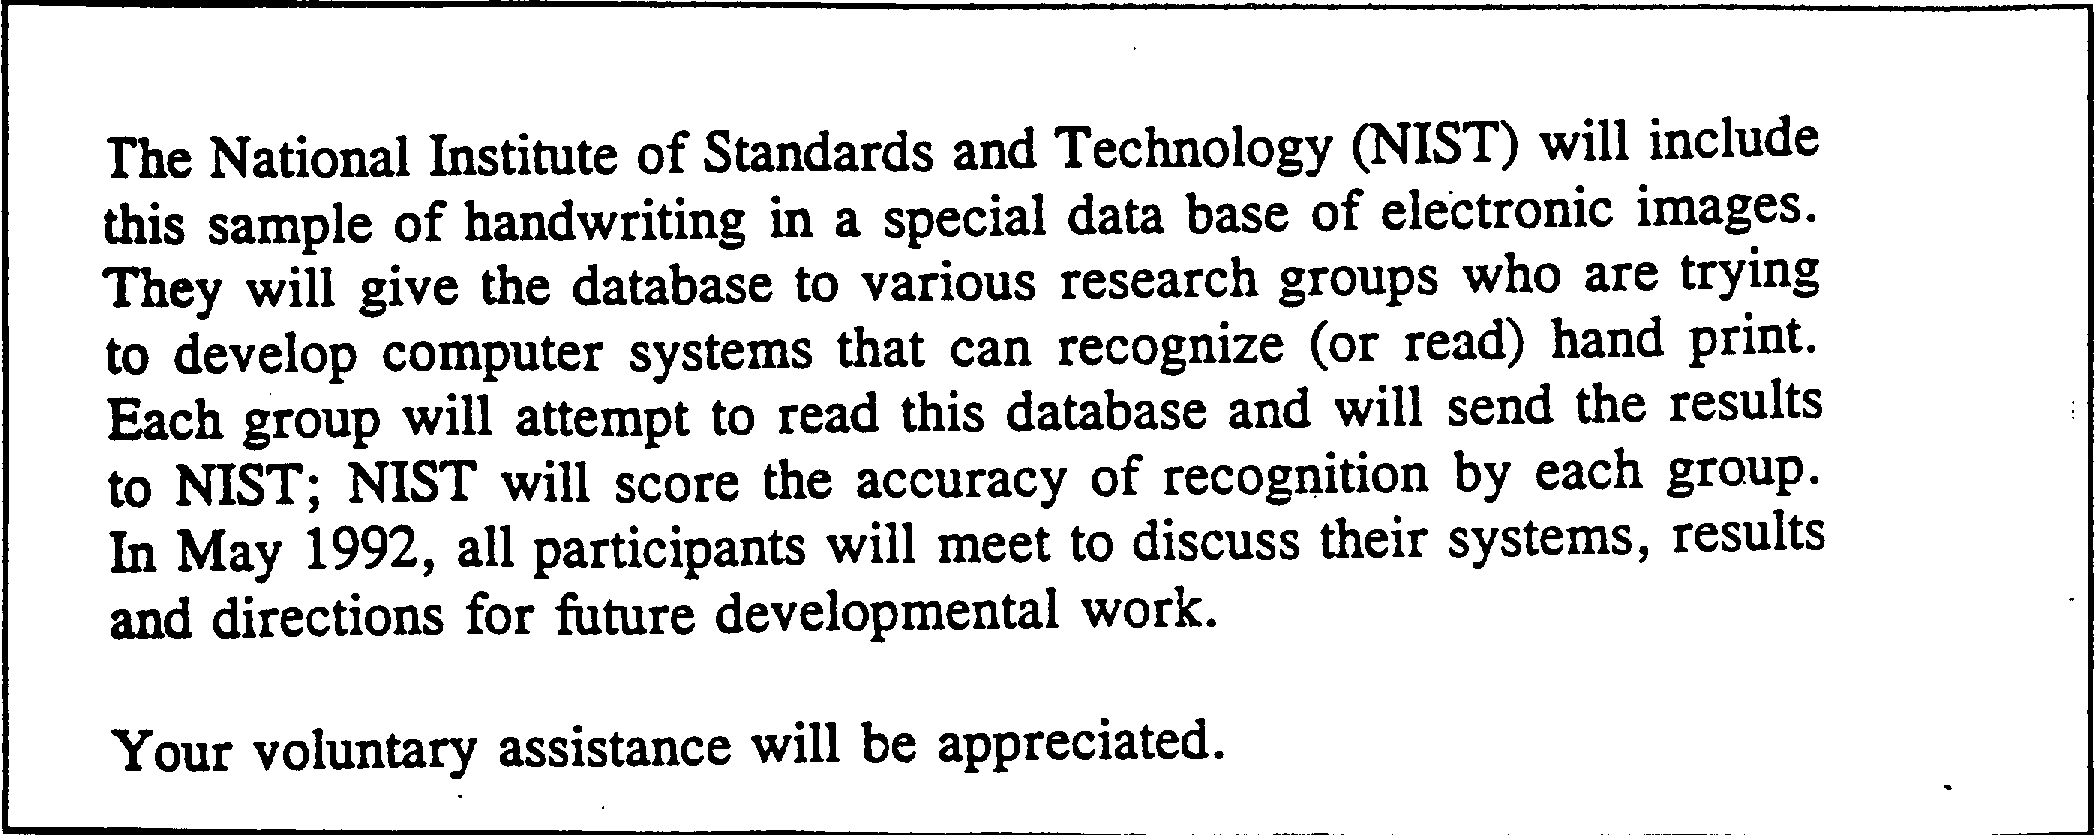 The National Institute of Standards and Technology (NIST) will include
this sample of handwriting in a special data base of electronic images.
They will give the database to various research groups who are trying
to develop computer systems that can recognize (or read) hand print.
Each group will attempt to read this database and will send the results
to NIST; NIST will score the accuracy of recognition by each group.
In May 1992, all participants will meet to discuss their systems, results
and directions for future developmental work.
Your voluntary assistance will be appreciated.